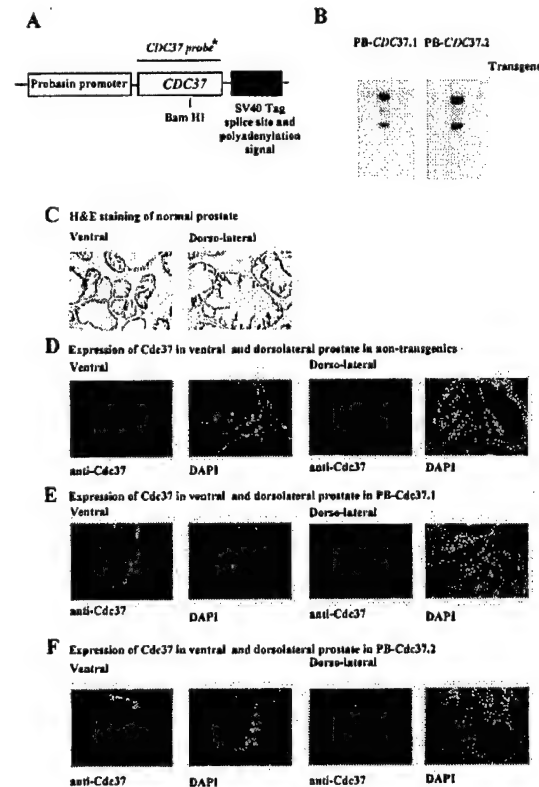 A
CDC37 probe*
Probasin promoter
CDC37
Bam HI
SV40 Tag
splice site and
polyadenylation
signal
B
PB-CDC37.1 PB-CDC37.2
Transgene
C H&E staining of normal prostate
Ventral Dorso-lateral
D Expression of Cdc37 in ventral and dorsolateral prostate in non-transgenics
Ventral Dorso-lateral
anti-Cdc37 DAPI anti-Cdc37 DAPI
E Expression of Cdc37 in ventral and dorsolateral prostate in PB-Cdc37.1
Ventral Dorso-lateral
anti-Cdc37 DAPI anti-Cdc37 DAPI
F Expression of Cdc37 in ventral and dorsolateral prostate in PB-Cdc37.2
Ventral Dorso-lateral
anti-Cdc37 DAPI anti-Cdc37 DAPI